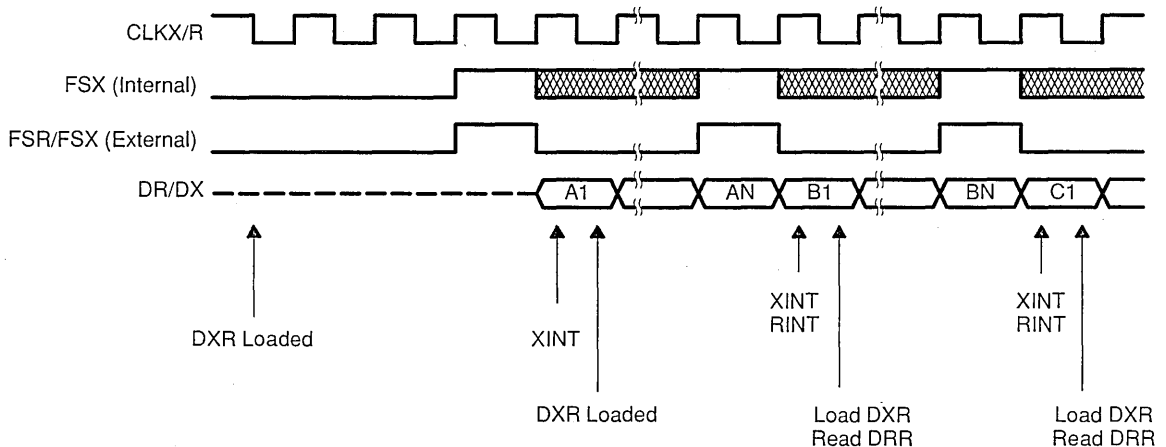 CLKX/R
FSX (Internal)
FSR/FSX (External)
DR/DX
A1
AN
B1
BN
C1
DXR Loaded
XINT
DXR Loaded
XINT
RINT
Load DXR
Read DRR
XINT
RINT
Load DXR
Read DRR